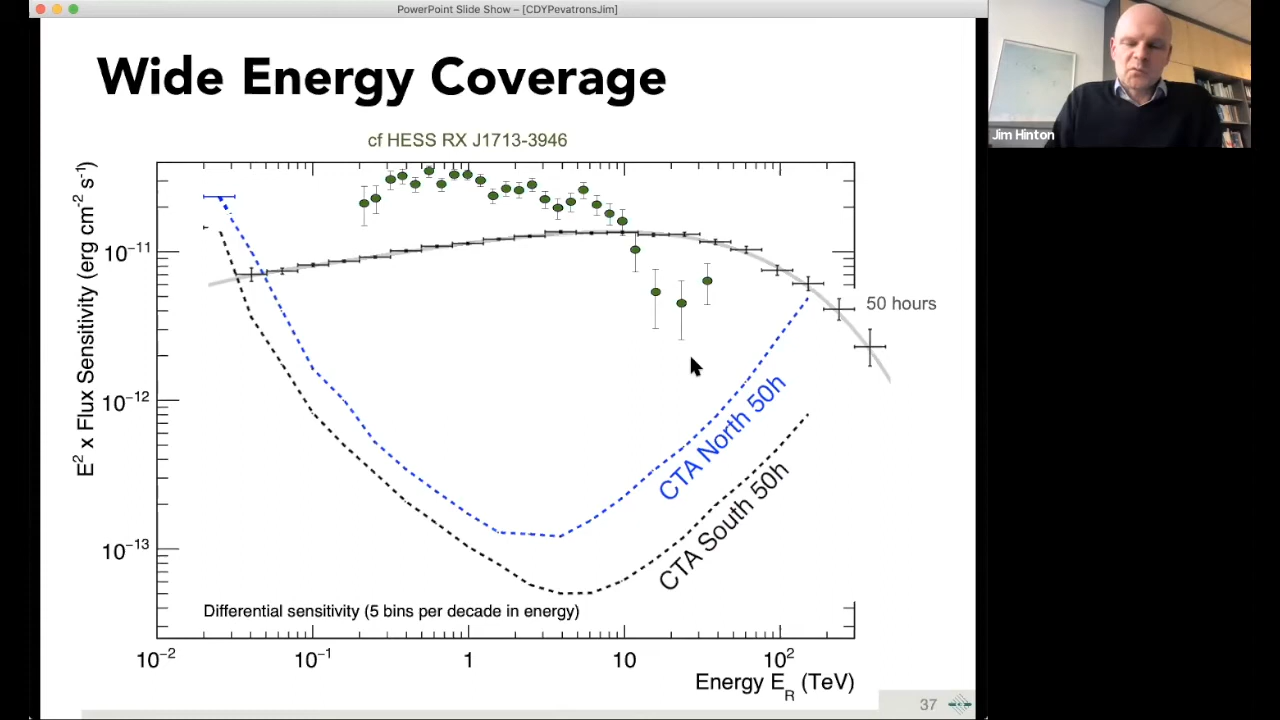 PowerPoint Slide Show – [CDYPevatronsJim]
Wide Energy Coverage
Jim Hinton
cf HESS RX J1713-3946
E² x Flux Sensitivity (erg cm⁻² s⁻¹)
10⁻¹¹
10⁻¹²
10⁻¹³
50 hours
CTA North 50h
CTA South 50h
Differential sensitivity (5 bins per decade in energy)
10⁻² 10⁻¹ 1 10 10²
Energy E_R (TeV)
37